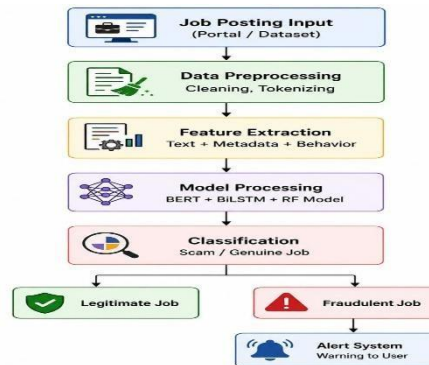 Job Posting Input
(Portal / Dataset)
Data Preprocessing
Cleaning, Tokenizing
Feature Extraction
Text + Metadata + Behavior
Model Processing
BERT + BiLSTM + RF Model
Classification
Scam / Genuine Job
Legitimate Job
Fraudulent Job
Alert System
Warning to User